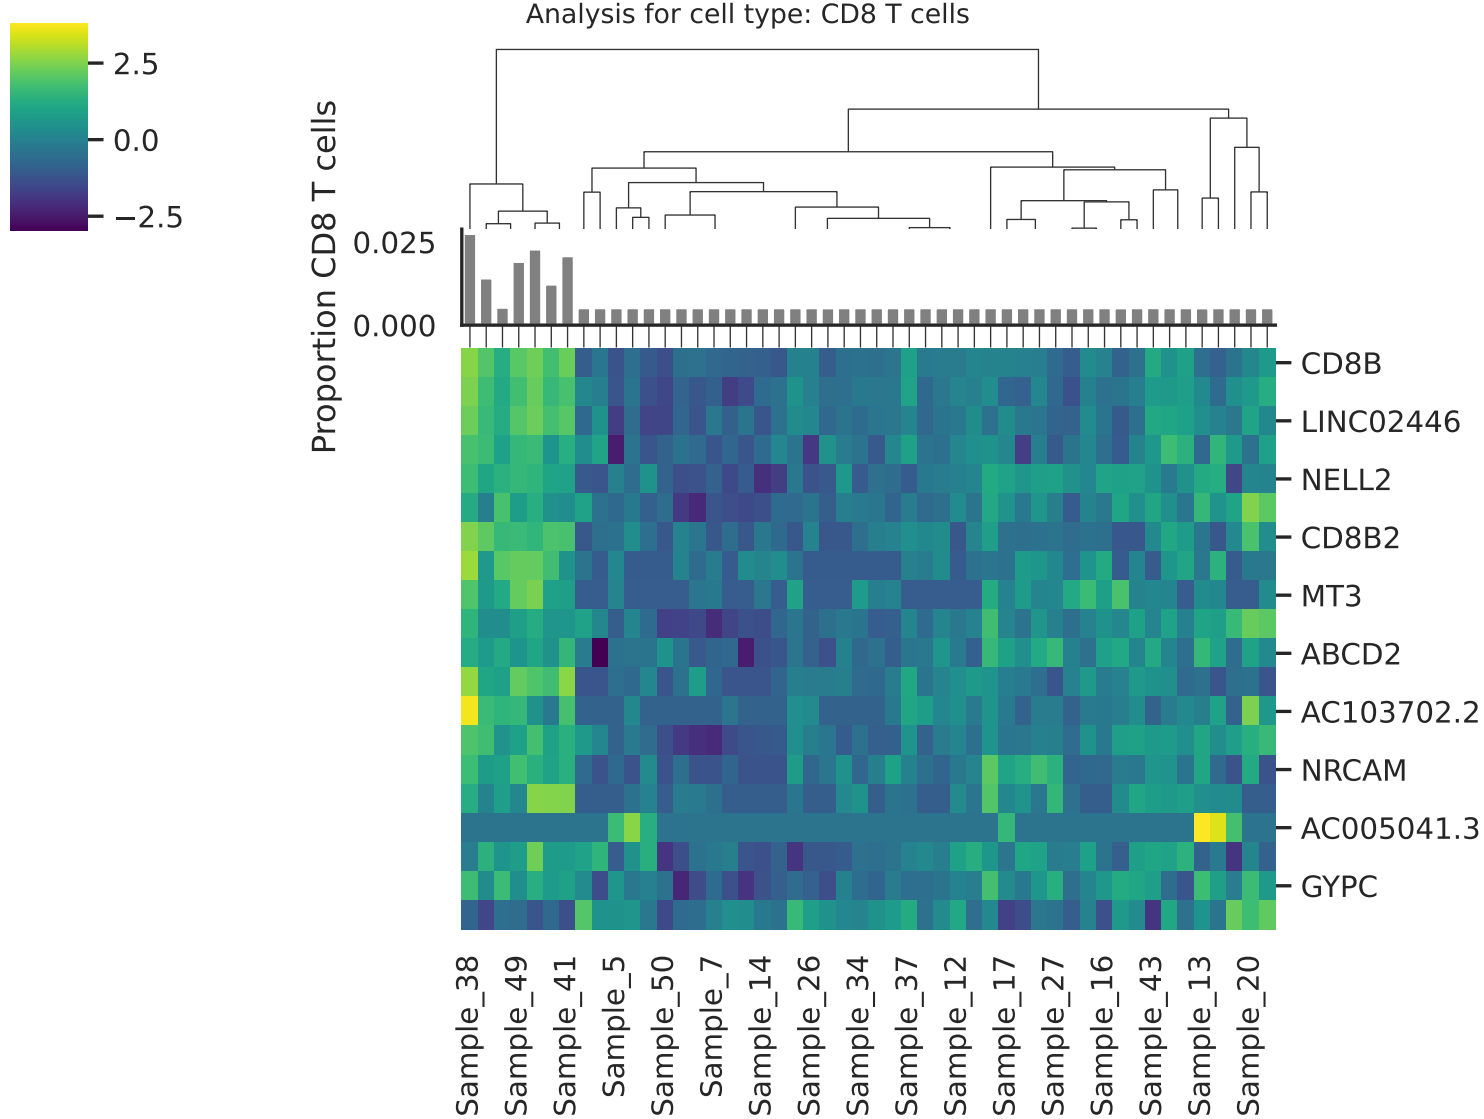 Analysis for cell type: CD8 T cells
2.5
0.0
−2.5
Proportion CD8 T cells
0.025
0.000
CD8B
LINC02446
NELL2
CD8B2
MT3
ABCD2
AC103702.2
NRCAM
AC005041.3
GYPC
Sample_38
Sample_49
Sample_41
Sample_5
Sample_50
Sample_7
Sample_14
Sample_26
Sample_34
Sample_37
Sample_12
Sample_17
Sample_27
Sample_16
Sample_43
Sample_13
Sample_20